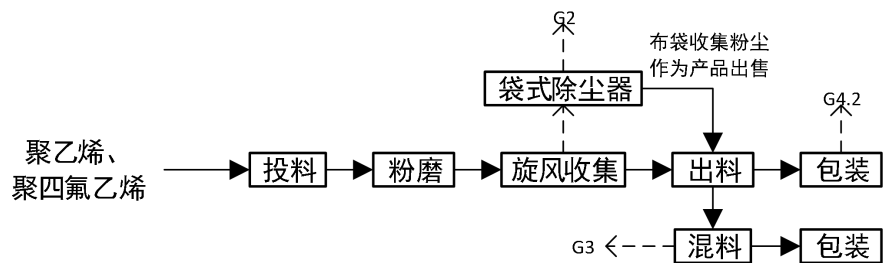 G2
布袋收集粉尘
作为产品出售
袋式除尘器
G4.2
聚乙烯、
聚四氟乙烯
投料
粉磨
旋风收集
出料
包装
G3
混料
包装